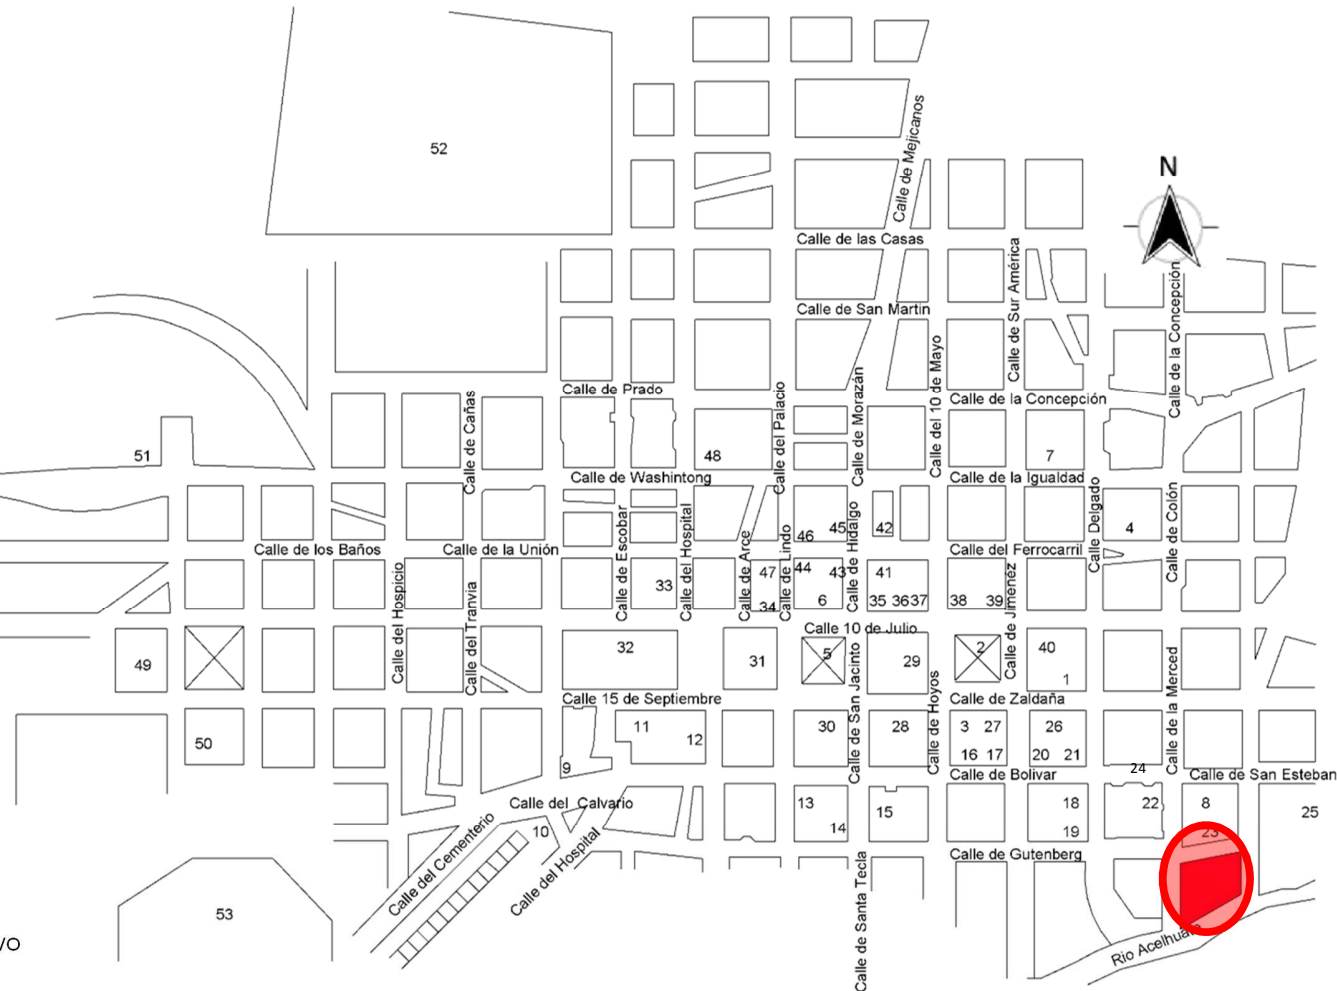 52
Calle de Mejicanos
N
Calle de las Casas
Calle de San Martin
Calle de Sur América
Calle de la Concepción
Calle de Prado
Calle del 10 de Mayo
Calle de la Concepción
Calle de Cañas
Calle del Palacio
Calle de Morazán
51
48
7
Calle de Washintong
Calle de la Igualdad
46
45
42
4
Calle Delgado
Calle de Colón
Calle de los Baños
Calle de la Unión
Calle de Escobar
Calle del Hospital
Calle de Arce
Calle de Lindo
Calle de Hidalgo
Calle del Ferrocarril
33
47
34
44
43
6
41
35 36 37
38
39
Calle de Jiménez
Calle del Hospicio
Calle del Tranvia
Calle 10 de Julio
49
32
31
5
29
2
40
1
Calle 15 de Septiembre
Calle de San Jacinto
Calle de Hoyos
Calle de Zaldaña
Calle de la Merced
50
11
12
9
30
28
3 27
16 17
26
20 21
24
Calle de Bolivar
Calle de San Esteban
Calle del Calvario
10
13
14
15
18
19
22
8
23
25
Calle del Cementerio
Calle del Hospital
Calle de Santa Tecla
Calle de Gutenberg
53
VO
Rio Acelhuate